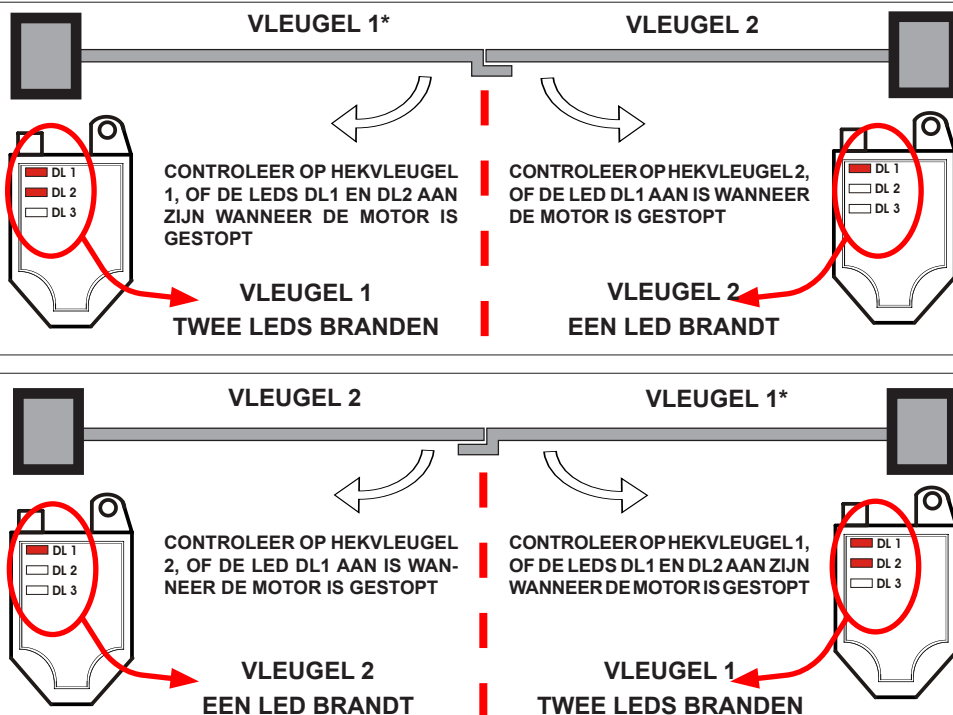 VLEUGEL 1*
VLEUGEL 2
DL 1
DL 2
DL 3
CONTROLEER OP HEKVLEUGEL
1, OF DE LEDS DL1 EN DL2 AAN
ZIJN WANNEER DE MOTOR IS
GESTOPT
CONTROLEER OP HEKVLEUGEL 2,
OF DE LED DL1 AAN IS WANNEER
DE MOTOR IS GESTOPT
DL 1
DL 2
DL 3
VLEUGEL 1
TWEE LEDS BRANDEN
VLEUGEL 2
EEN LED BRANDT
VLEUGEL 2
VLEUGEL 1*
DL 1
DL 2
DL 3
CONTROLEER OP HEKVLEUGEL
2, OF DE LED DL1 AAN IS WAN-
NEER DE MOTOR IS GESTOPT
CONTROLEER OP HEKVLEUGEL 1,
OF DE LEDS DL1 EN DL2 AAN ZIJN
WANNEER DE MOTOR IS GESTOPT
DL 1
DL 2
DL 3
VLEUGEL 2
EEN LED BRANDT
VLEUGEL 1
TWEE LEDS BRANDEN